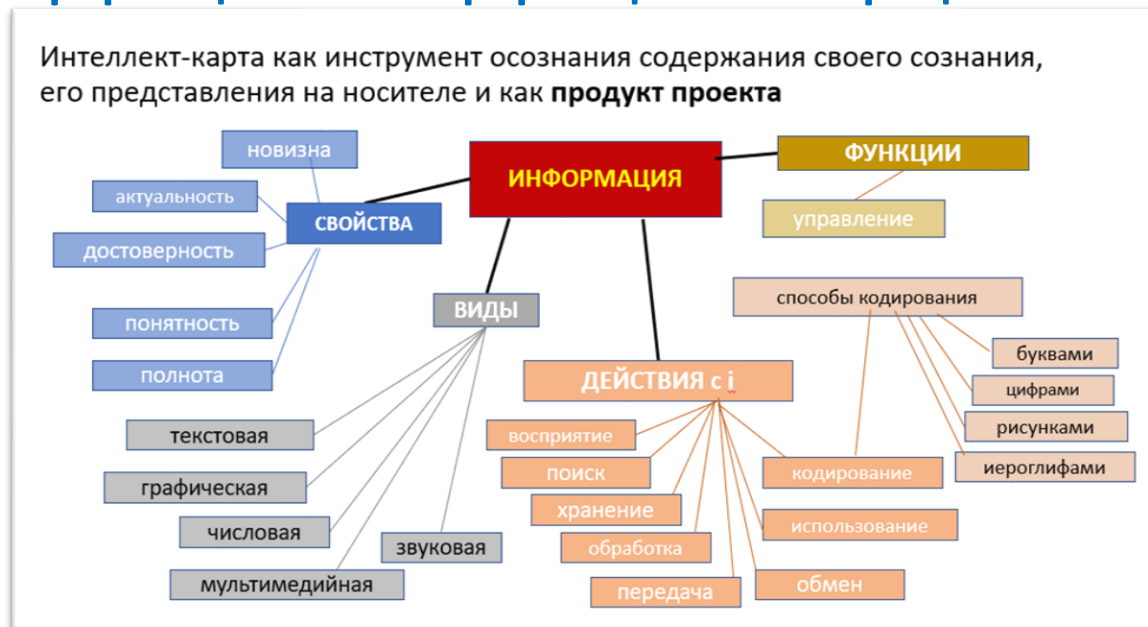 Интеллект-карта как инструмент осознания содержания своего сознания,
его представления на носителе и как продукт проекта
новизна
актуальность
достоверность
СВОЙСТВА
понятность
полнота
ИНФОРМАЦИЯ
ФУНКЦИИ
управление
ВИДЫ
текстовая
графическая
числовая
мультимедийная
звуковая
ДЕЙСТВИЯ с i
восприятие
поиск
хранение
обработка
передача
кодирование
использование
обмен
способы кодирования
буквами
цифрами
рисунками
иероглифами